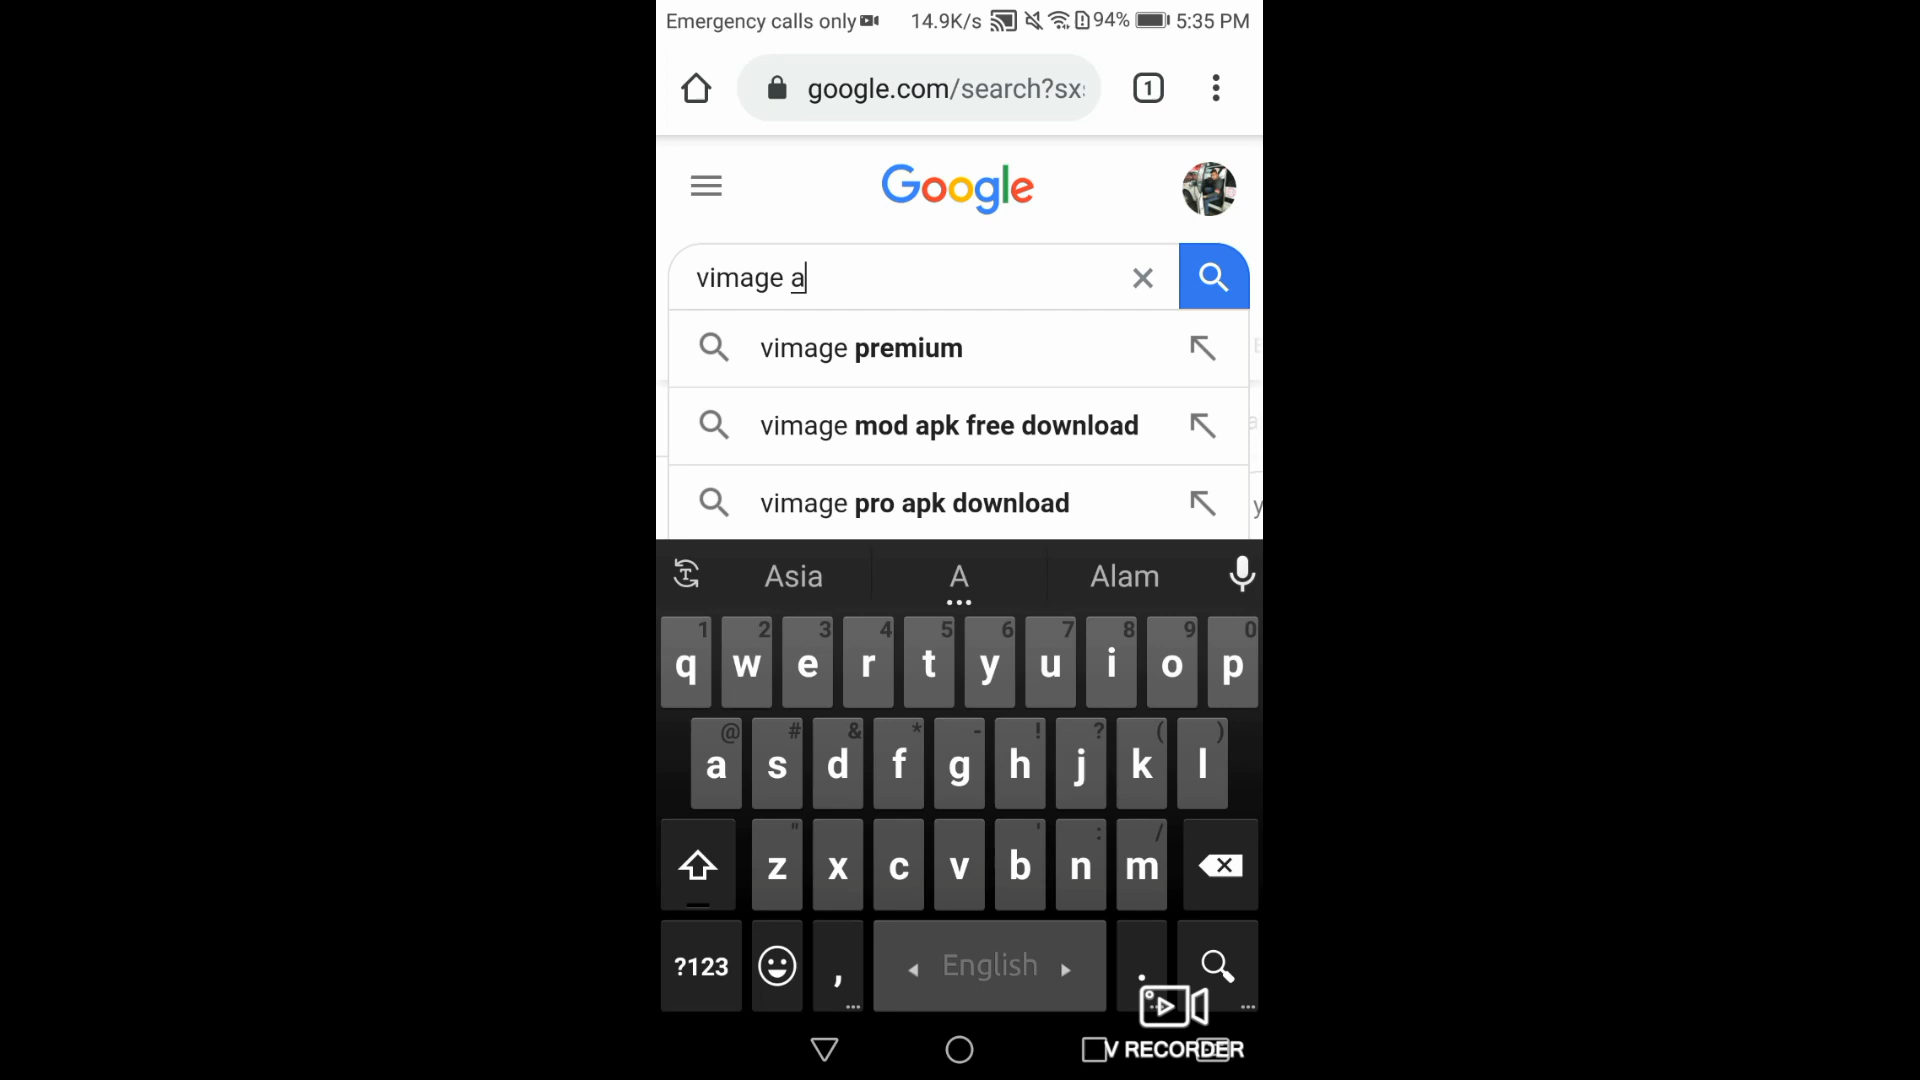 Emergency calls only 14.9K/s 94% 5:35 PM
google.com/search?sx
1
Google
vimage a
vimage premium
vimage mod apk free download
vimage pro apk download
y
Asia A Alam
1 2 3 4 5 6 7 8 9 0
q w e r t y u i o p
@ # & * - ! ? ( )
a s d f g h j k l
" ' : /
z x c v b n m
?123 , English .
V RECORDER